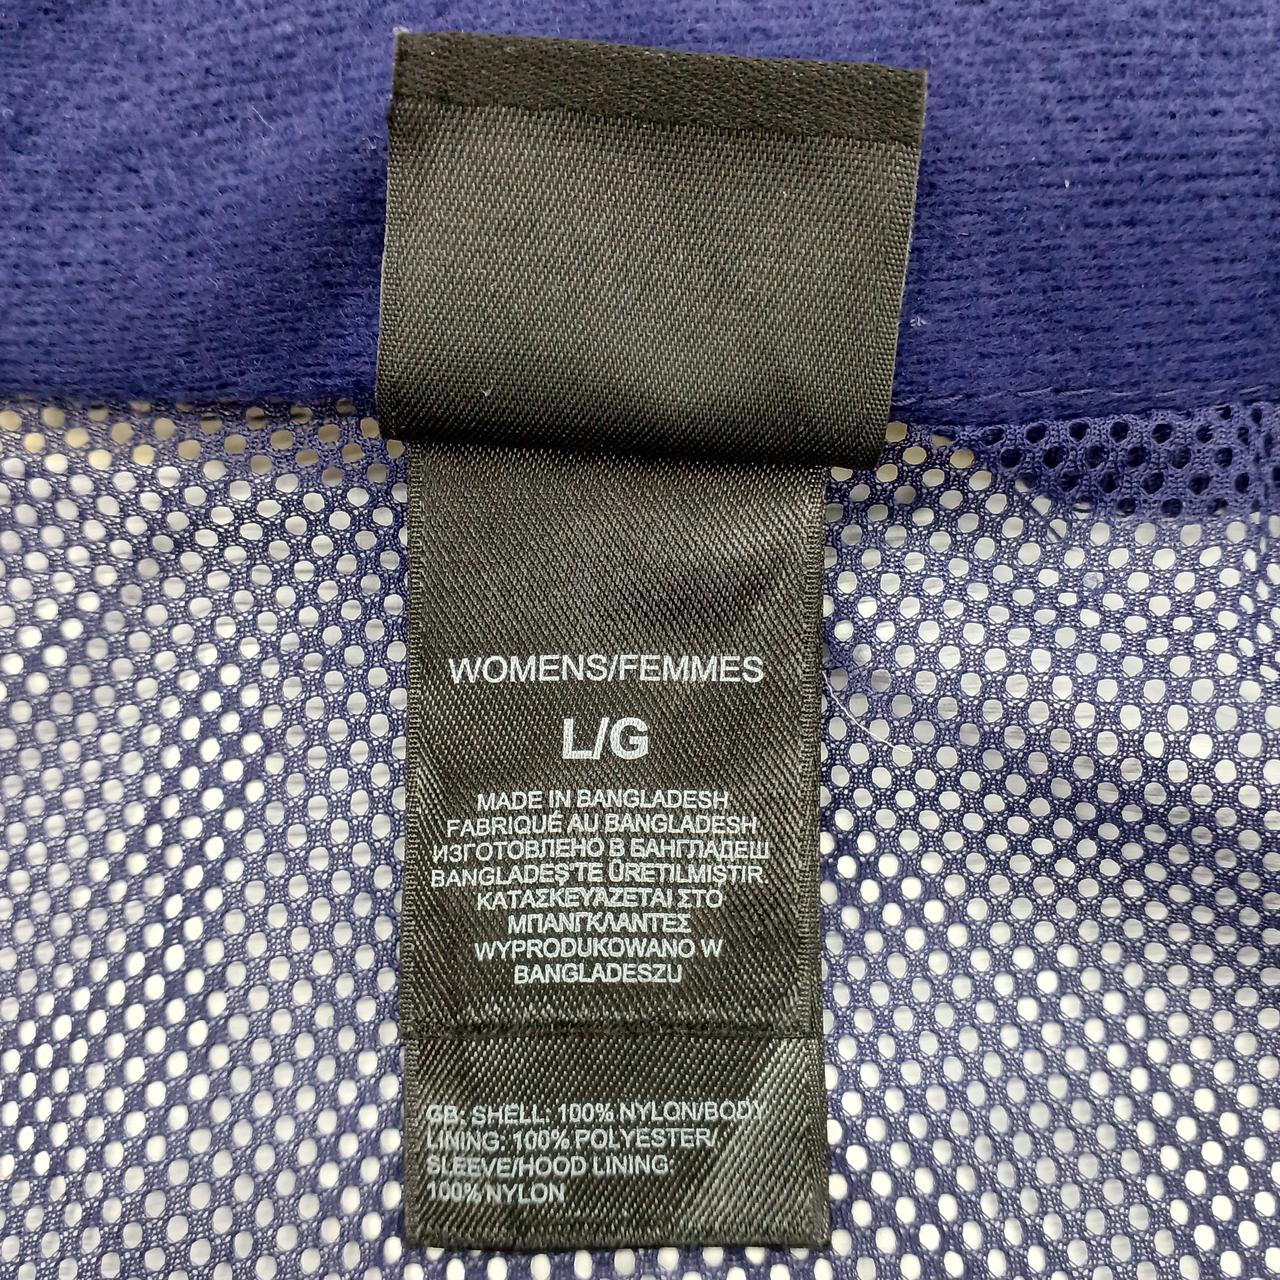 WOMENS/FEMMES
L/G
MADE IN BANGLADESH
FABRIQUÉ AU BANGLADESH
ИЗГОТОВЛЕНО В БАНГЛАДЕШ
BANGLADEŞ'TE ÜRETILMISTIR
ΚΑΤΑΣΚΕΥΑΖΕΤΑΙ ΣΤΟ
ΜΠΑΝΓΚΛΑΝΤΕΣ
WYPRODUKOWANO W
BANGLADESZU
GB: SHELL: 100% NYLON/BODY
LINING: 100% POLYESTER/
SLEEVE/HOOD LINING:
100% NYLON